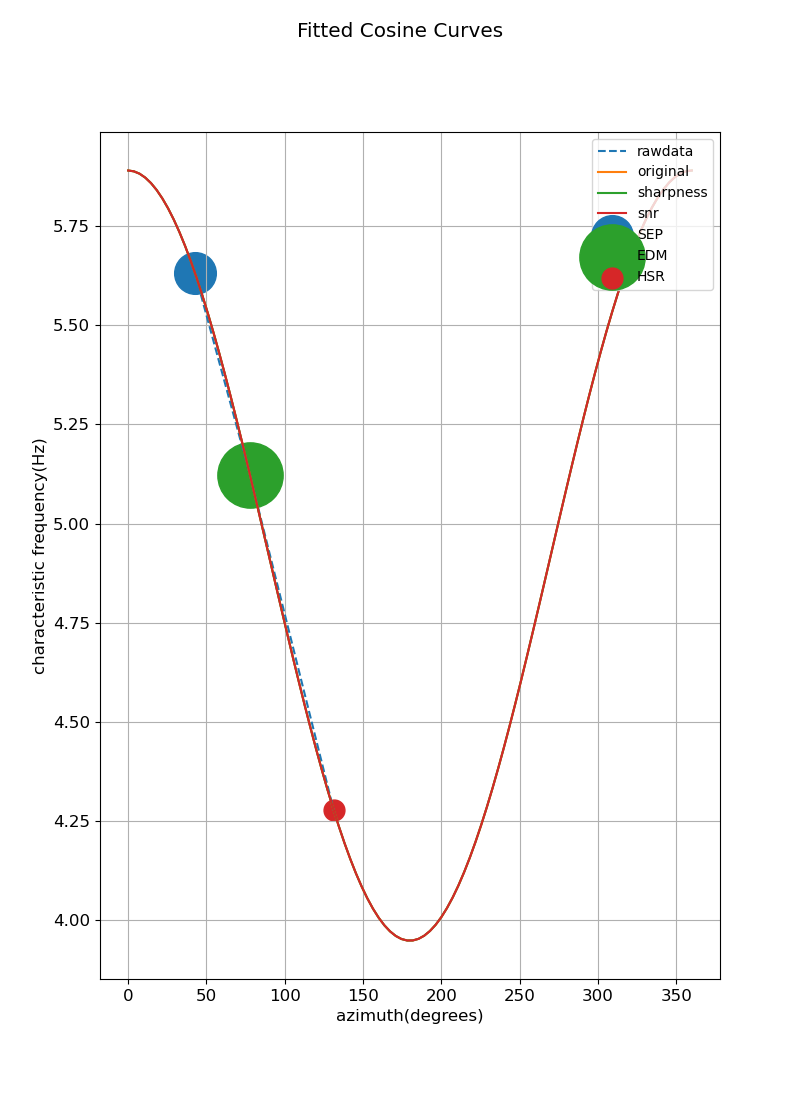 Fitted Cosine Curves
rawdata
original
sharpness
snr
SEP
EDM
HSR
5.75
5.50
5.25
5.00
4.75
4.50
4.25
4.00
characteristic frequency(Hz)
0 50 100 150 200 250 300 350
azimuth(degrees)